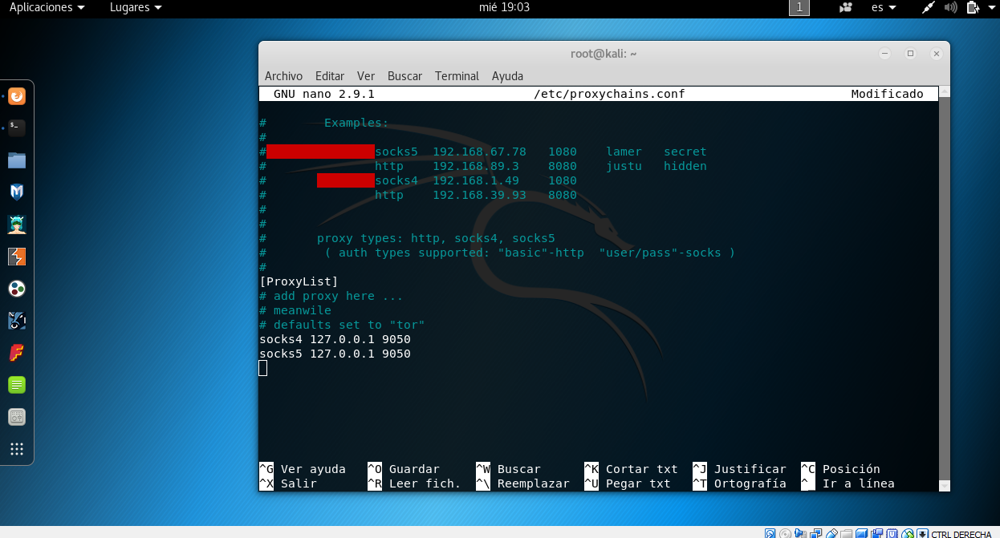 Aplicaciones Lugares mié 19:03 1 es
root@kali: ~
Archivo Editar Ver Buscar Terminal Ayuda
GNU nano 2.9.1 /etc/proxychains.conf Modificado
# Examples:
#
# socks5 192.168.67.78 1080 lamer secret
# http 192.168.89.3 8080 justu hidden
# socks4 192.168.1.49 1080
# http 192.168.39.93 8080
#
#
# proxy types: http, socks4, socks5
# ( auth types supported: "basic"-http "user/pass"-socks )
#
[ProxyList]
# add proxy here ...
# meanwile
# defaults set to "tor"
socks4 127.0.0.1 9050
socks5 127.0.0.1 9050
^G Ver ayuda ^O Guardar ^W Buscar ^K Cortar txt ^J Justificar ^C Posición
^X Salir ^R Leer fich. ^\ Reemplazar ^U Pegar txt ^T Ortografía ^_ Ir a línea
CTRL DERECHA